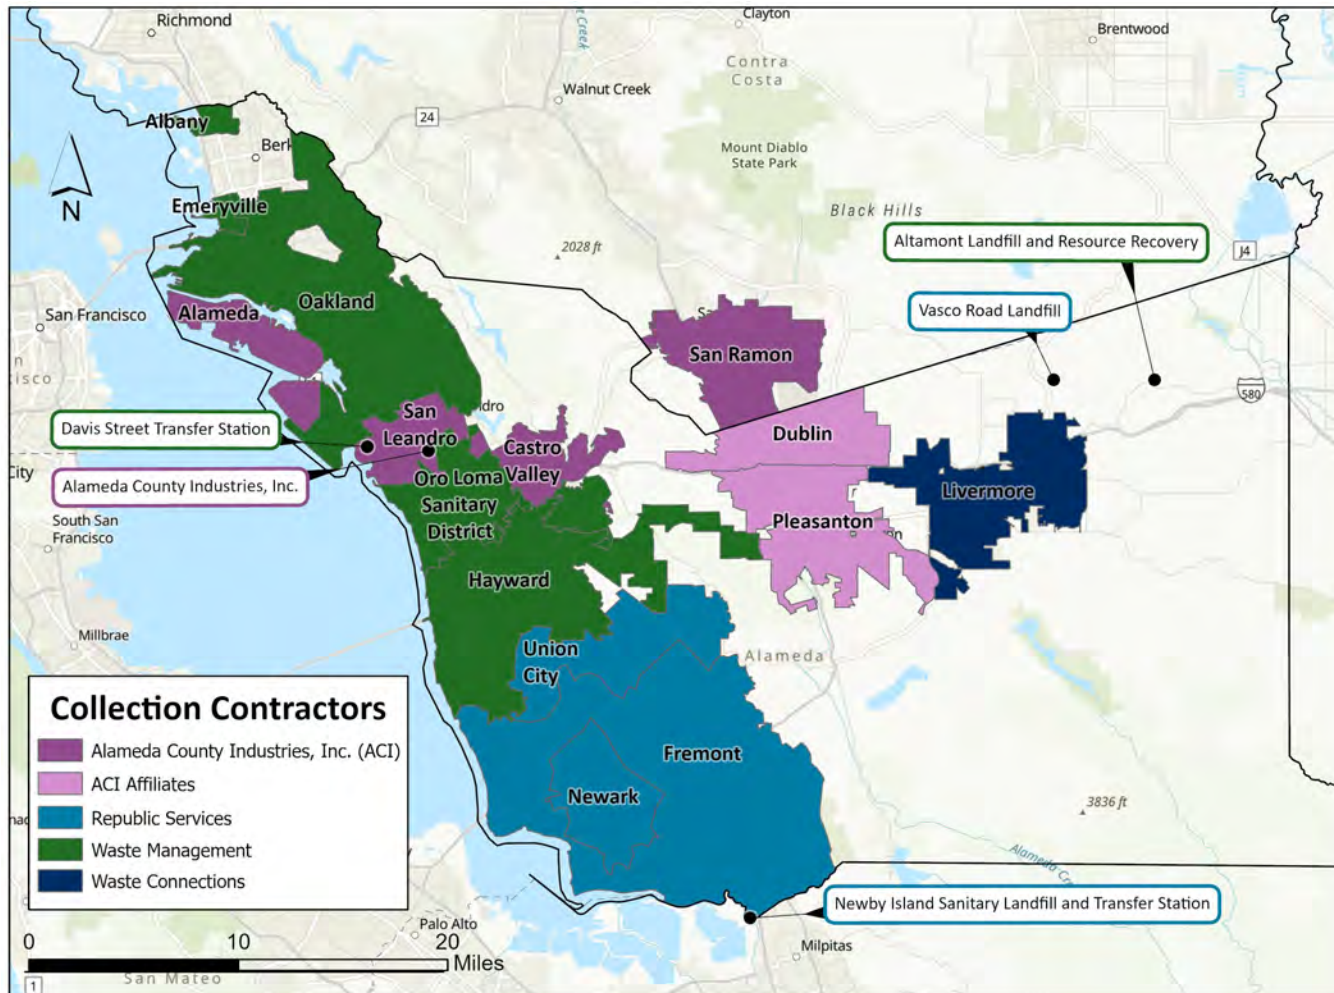 Richmond
Clayton
Brentwood
Contra
Costa
Walnut Creek
24
Albany
Berk
Mount Diablo
State Park
N
Emeryville
Black Hills
2028 ft
Altamont Landfill and Resource Recovery
J4
Oakland
Vasco Road Landfill
San Francisco
Alameda
San Ramon
580
Davis Street Transfer Station
San
Leandro
Castro
Valley
Dublin
Alameda County Industries, Inc.
Oro Loma
Sanitary
District
Livermore
South San
Francisco
Pleasanton
Hayward
Millbrae
Union
City
Alameda
Collection Contractors
Alameda County Industries, Inc. (ACI)
ACI Affiliates
Republic Services
Waste Management
Waste Connections
Fremont
Newark
3836 ft
Alameda Cre
Newby Island Sanitary Landfill and Transfer Station
Palo Alto
Milpitas
0 10 20
Miles
San Mateo
1